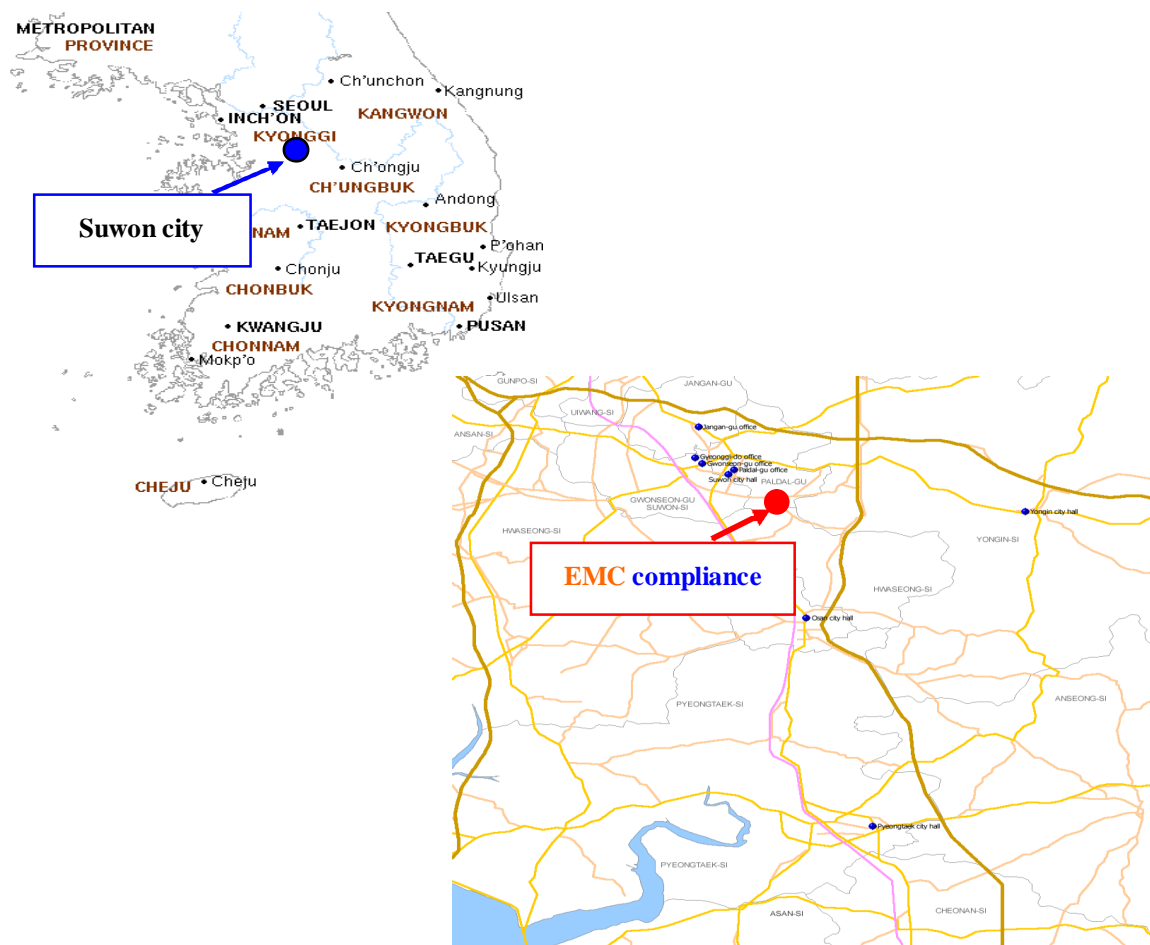 METROPOLITAN
PROVINCE
Ch'unchon
Kangnung
SEOUL
KANGWON
INCH'ON
KYONGGI
Ch'ongju
CH'UNGBUK
Andong
Suwon city
NAM
TAEJON
KYONGBUK
P'ohan
TAEGU
Kyungju
Chonju
CHONBUK
Ulsan
KYONGNAM
KWANGJU
PUSAN
CHONNAM
Mokp'o
CHEJU
Cheju
GUNPO-SI
JANGAN-GU
UIWANG-SI
Jangan-gu office
ANSAN-SI
Gyeonggi-do office
Gwonseon-gu office
Paldal-gu office
Suwon city hall
PALDAL-GU
GWONSEON-GU
SUWON-SI
Yongin city hall
HWASEONG-SI
YONGIN-SI
EMC compliance
HWASEONG-SI
Osan city hall
ANSEONG-SI
PYEONGTAEK-SI
Pyeongtaek city hall
PYEONGTAEK-SI
ASAN-SI
CHEONAN-SI